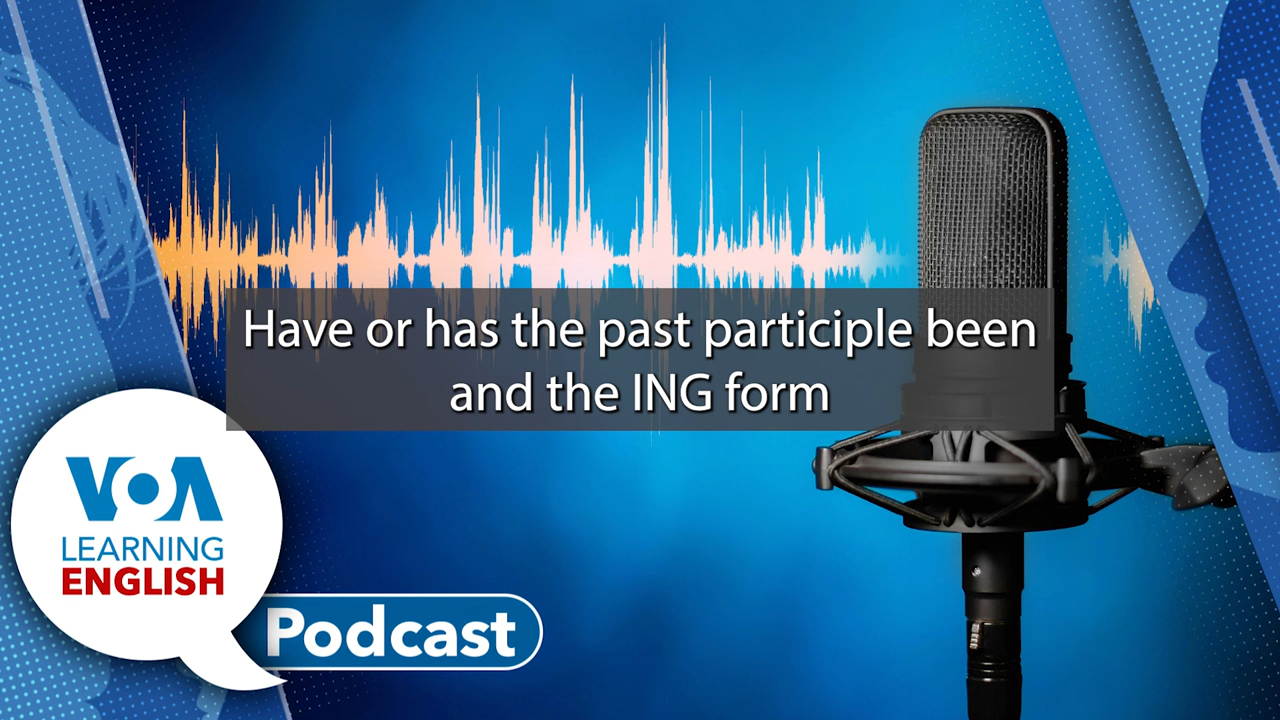 Have or has the past participle been
and the ING form
VOA
LEARNING
ENGLISH
Podcast